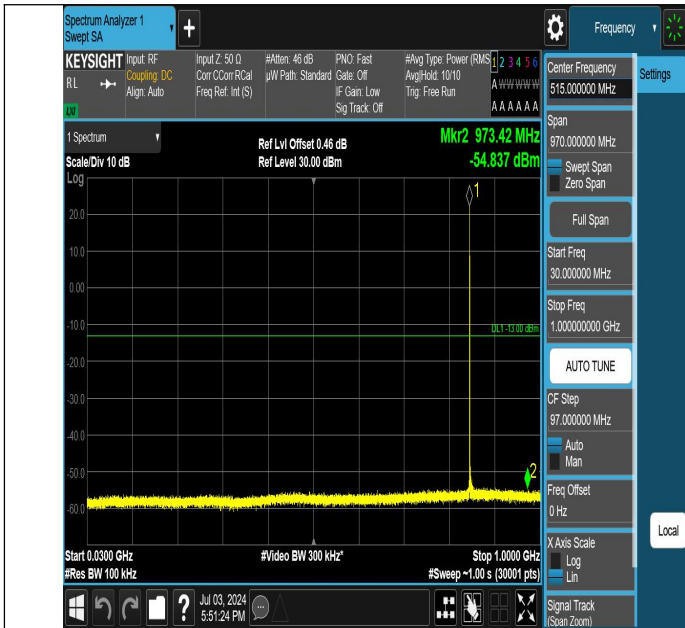 Spectrum Analyzer 1
Swept SA
+
Frequency
KEYSIGHT
RL
LXI
Input: RF
Coupling: DC
Align: Auto
Input Z: 50 Ω
Corr CCorr RCal
Freq Ref: Int (S)
#Atten: 46 dB
µW Path: Standard
PNO: Fast
Gate: Off
IF Gain: Low
Sig Track: Off
#Avg Type: Power (RMS
Avg|Hold: 10/10
Trig: Free Run
1 2 3 4 5 6
A W W W W W
A A A A A A
1 Spectrum
Scale/Div 10 dB
Log
Ref Lvl Offset 0.46 dB
Ref Level 30.00 dBm
Mkr2 973.42 MHz
-54.837 dBm
1
20.0
10.0
0.00
-10.0
DL1 -13.00 dBm
-20.0
-30.0
-40.0
-50.0
2
-60.0
Start 0.0300 GHz
#Res BW 100 kHz
#Video BW 300 kHz*
Stop 1.0000 GHz
#Sweep ~1.00 s (30001 pts)
?
Jul 03, 2024
5:51:24 PM
Center Frequency
515.000000 MHz
Settings
Span
970.000000 MHz
Swept Span
Zero Span
Full Span
Start Freq
30.000000 MHz
Stop Freq
1.000000000 GHz
AUTO TUNE
CF Step
97.000000 MHz
Auto
Man
Freq Offset
0 Hz
Local
X Axis Scale
Log
Lin
Signal Track
(Span Zoom)